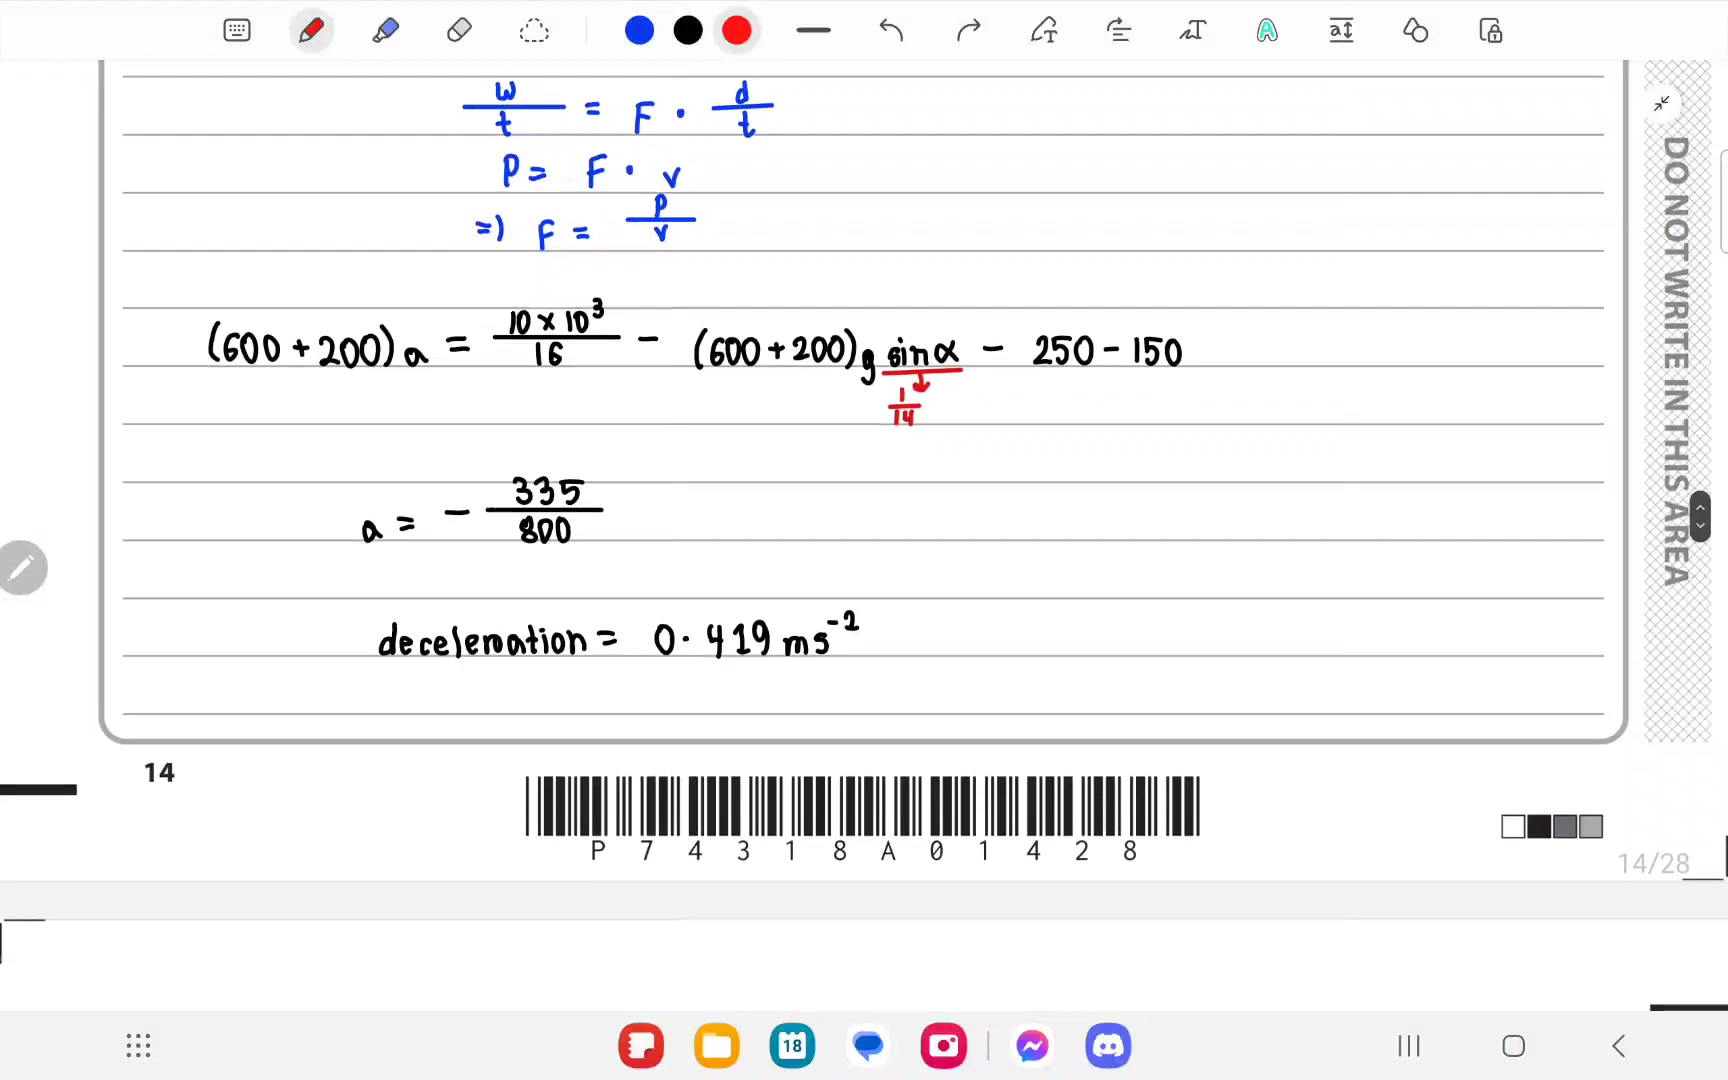 w/t = F · d/t
P = F · v
=) F = P/v
(600 + 200)a = 10 × 10³/16 - (600 + 200)g sin α - 250 - 150
1/14
a = - 335/800
deceleration = 0.419 ms⁻²
DO NOT WRITE IN THIS AREA
14
P 7 4 3 1 8 A 0 1 4 2 8
14/28
18